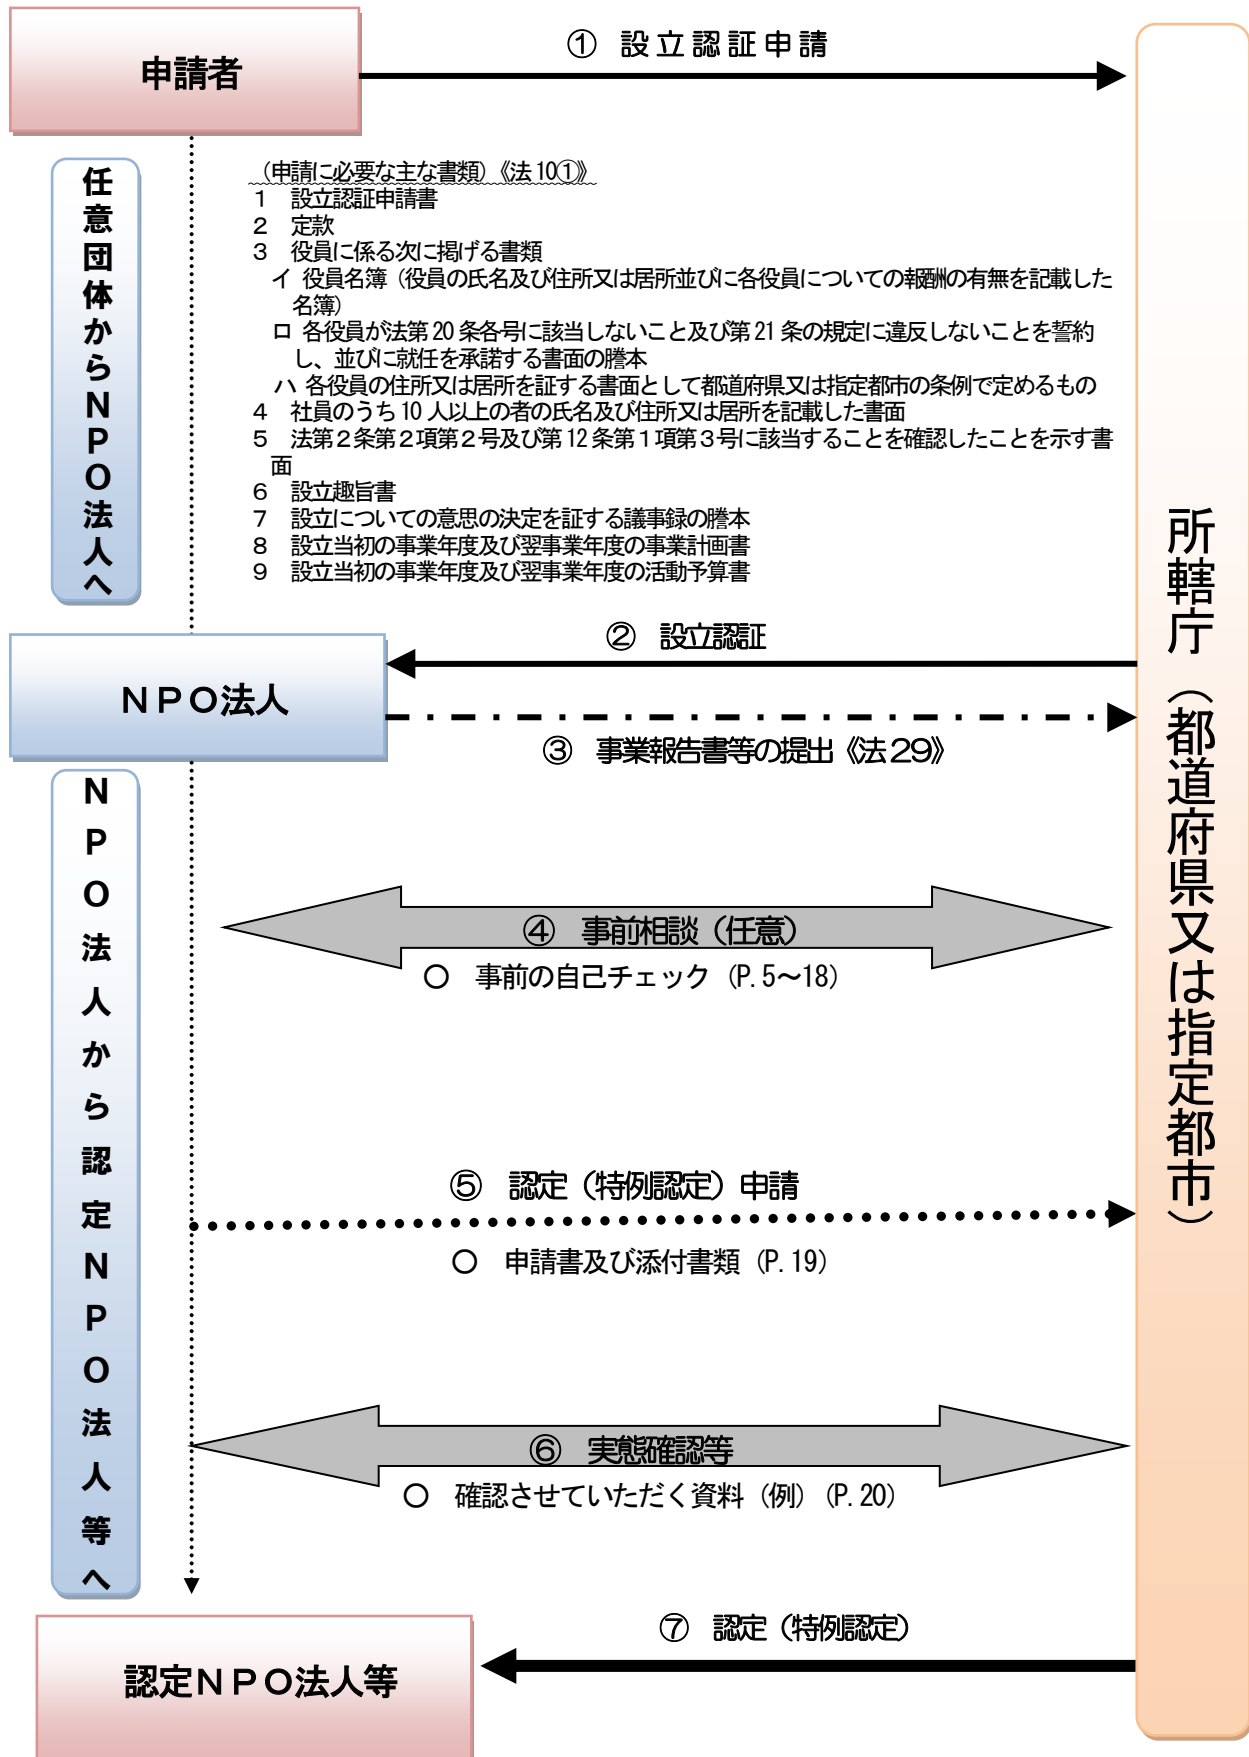 申請者
① 設立認証申請
任意団体からＮＰＯ法人へ
（申請に必要な主な書類）《法10①》
１　設立認証申請書
２　定款
３　役員に係る次に掲げる書類
イ 役員名簿（役員の氏名及び住所又は居所並びに各役員についての報酬の有無を記載した
名簿）
ロ 各役員が法第20条各号に該当しないこと及び第21条の規定に違反しないことを誓約
し、並びに就任を承諾する書面の謄本
ハ 各役員の住所又は居所を証する書面として都道府県又は指定都市の条例で定めるもの
４　社員のうち10人以上の者の氏名及び住所又は居所を記載した書面
５　法第２条第２項第２号及び第12条第１項第３号に該当することを確認したことを示す書
面
６　設立趣旨書
７　設立についての意思の決定を証する議事録の謄本
８　設立当初の事業年度及び翌事業年度の事業計画書
９　設立当初の事業年度及び翌事業年度の活動予算書
所轄庁（都道府県又は指定都市）
② 設立認証
ＮＰＯ法人
③ 事業報告書等の提出《法29》
ＮＰＯ法人から認定ＮＰＯ法人等へ
④ 事前相談（任意）
○ 事前の自己チェック（P.5～18）
⑤ 認定（特例認定）申請
○ 申請書及び添付書類（P.19）
⑥ 実態確認等
○ 確認させていただく資料（例）（P.20）
⑦ 認定（特例認定）
認定ＮＰＯ法人等